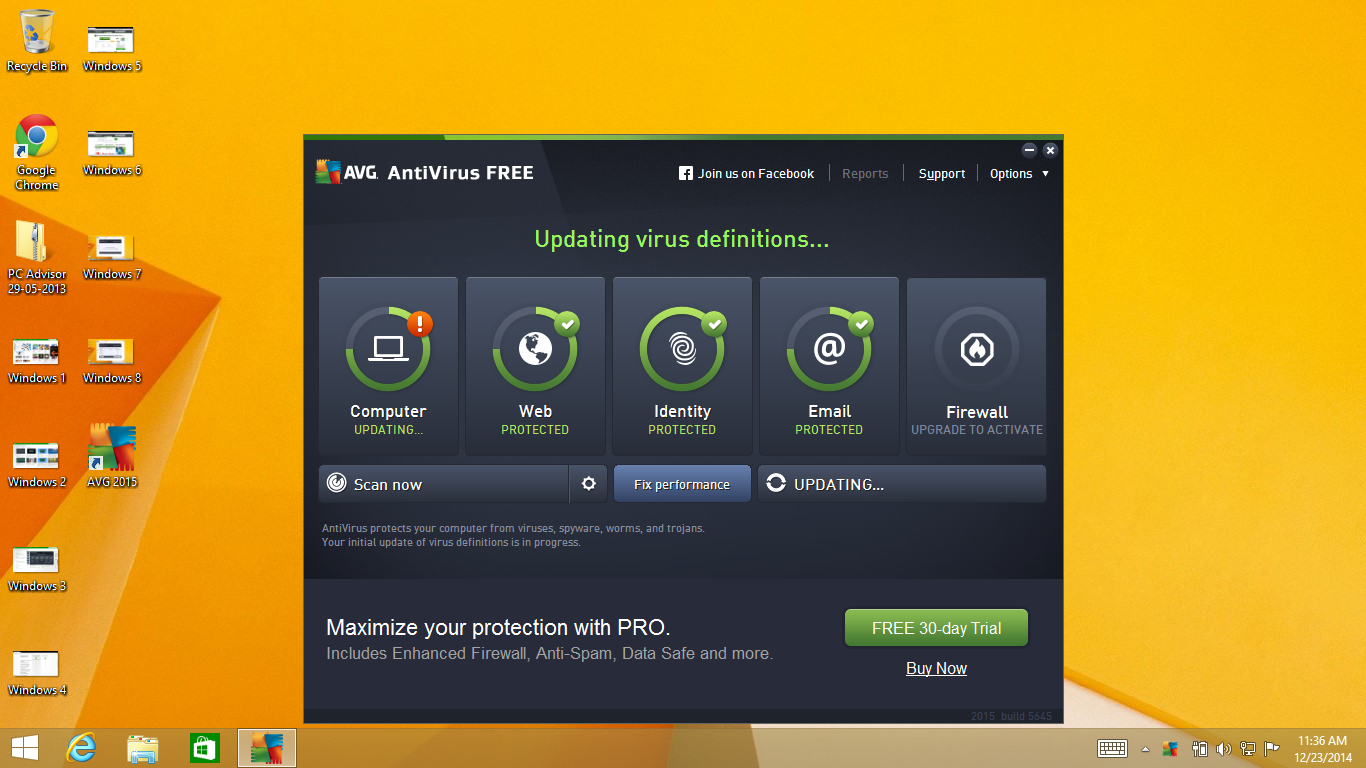 Recycle Bin
Windows 5
Google
Chrome
Windows 6
PC Advisor
29-05-2013
Windows 7
Windows 1
Windows 8
Windows 2
AVG 2015
Windows 3
Windows 4
AVG. AntiVirus FREE
Join us on Facebook
Reports
Support
Options
Updating virus definitions...
Computer
UPDATING...
Web
PROTECTED
Identity
PROTECTED
Email
PROTECTED
Firewall
UPGRADE TO ACTIVATE
Scan now
Fix performance
UPDATING...
AntiVirus protects your computer from viruses, spyware, worms, and trojans.
Your initial update of virus definitions is in progress.
Maximize your protection with PRO.
Includes Enhanced Firewall, Anti-Spam, Data Safe and more.
FREE 30-day Trial
Buy Now
2015 build 5645
11:36 AM
12/23/2014